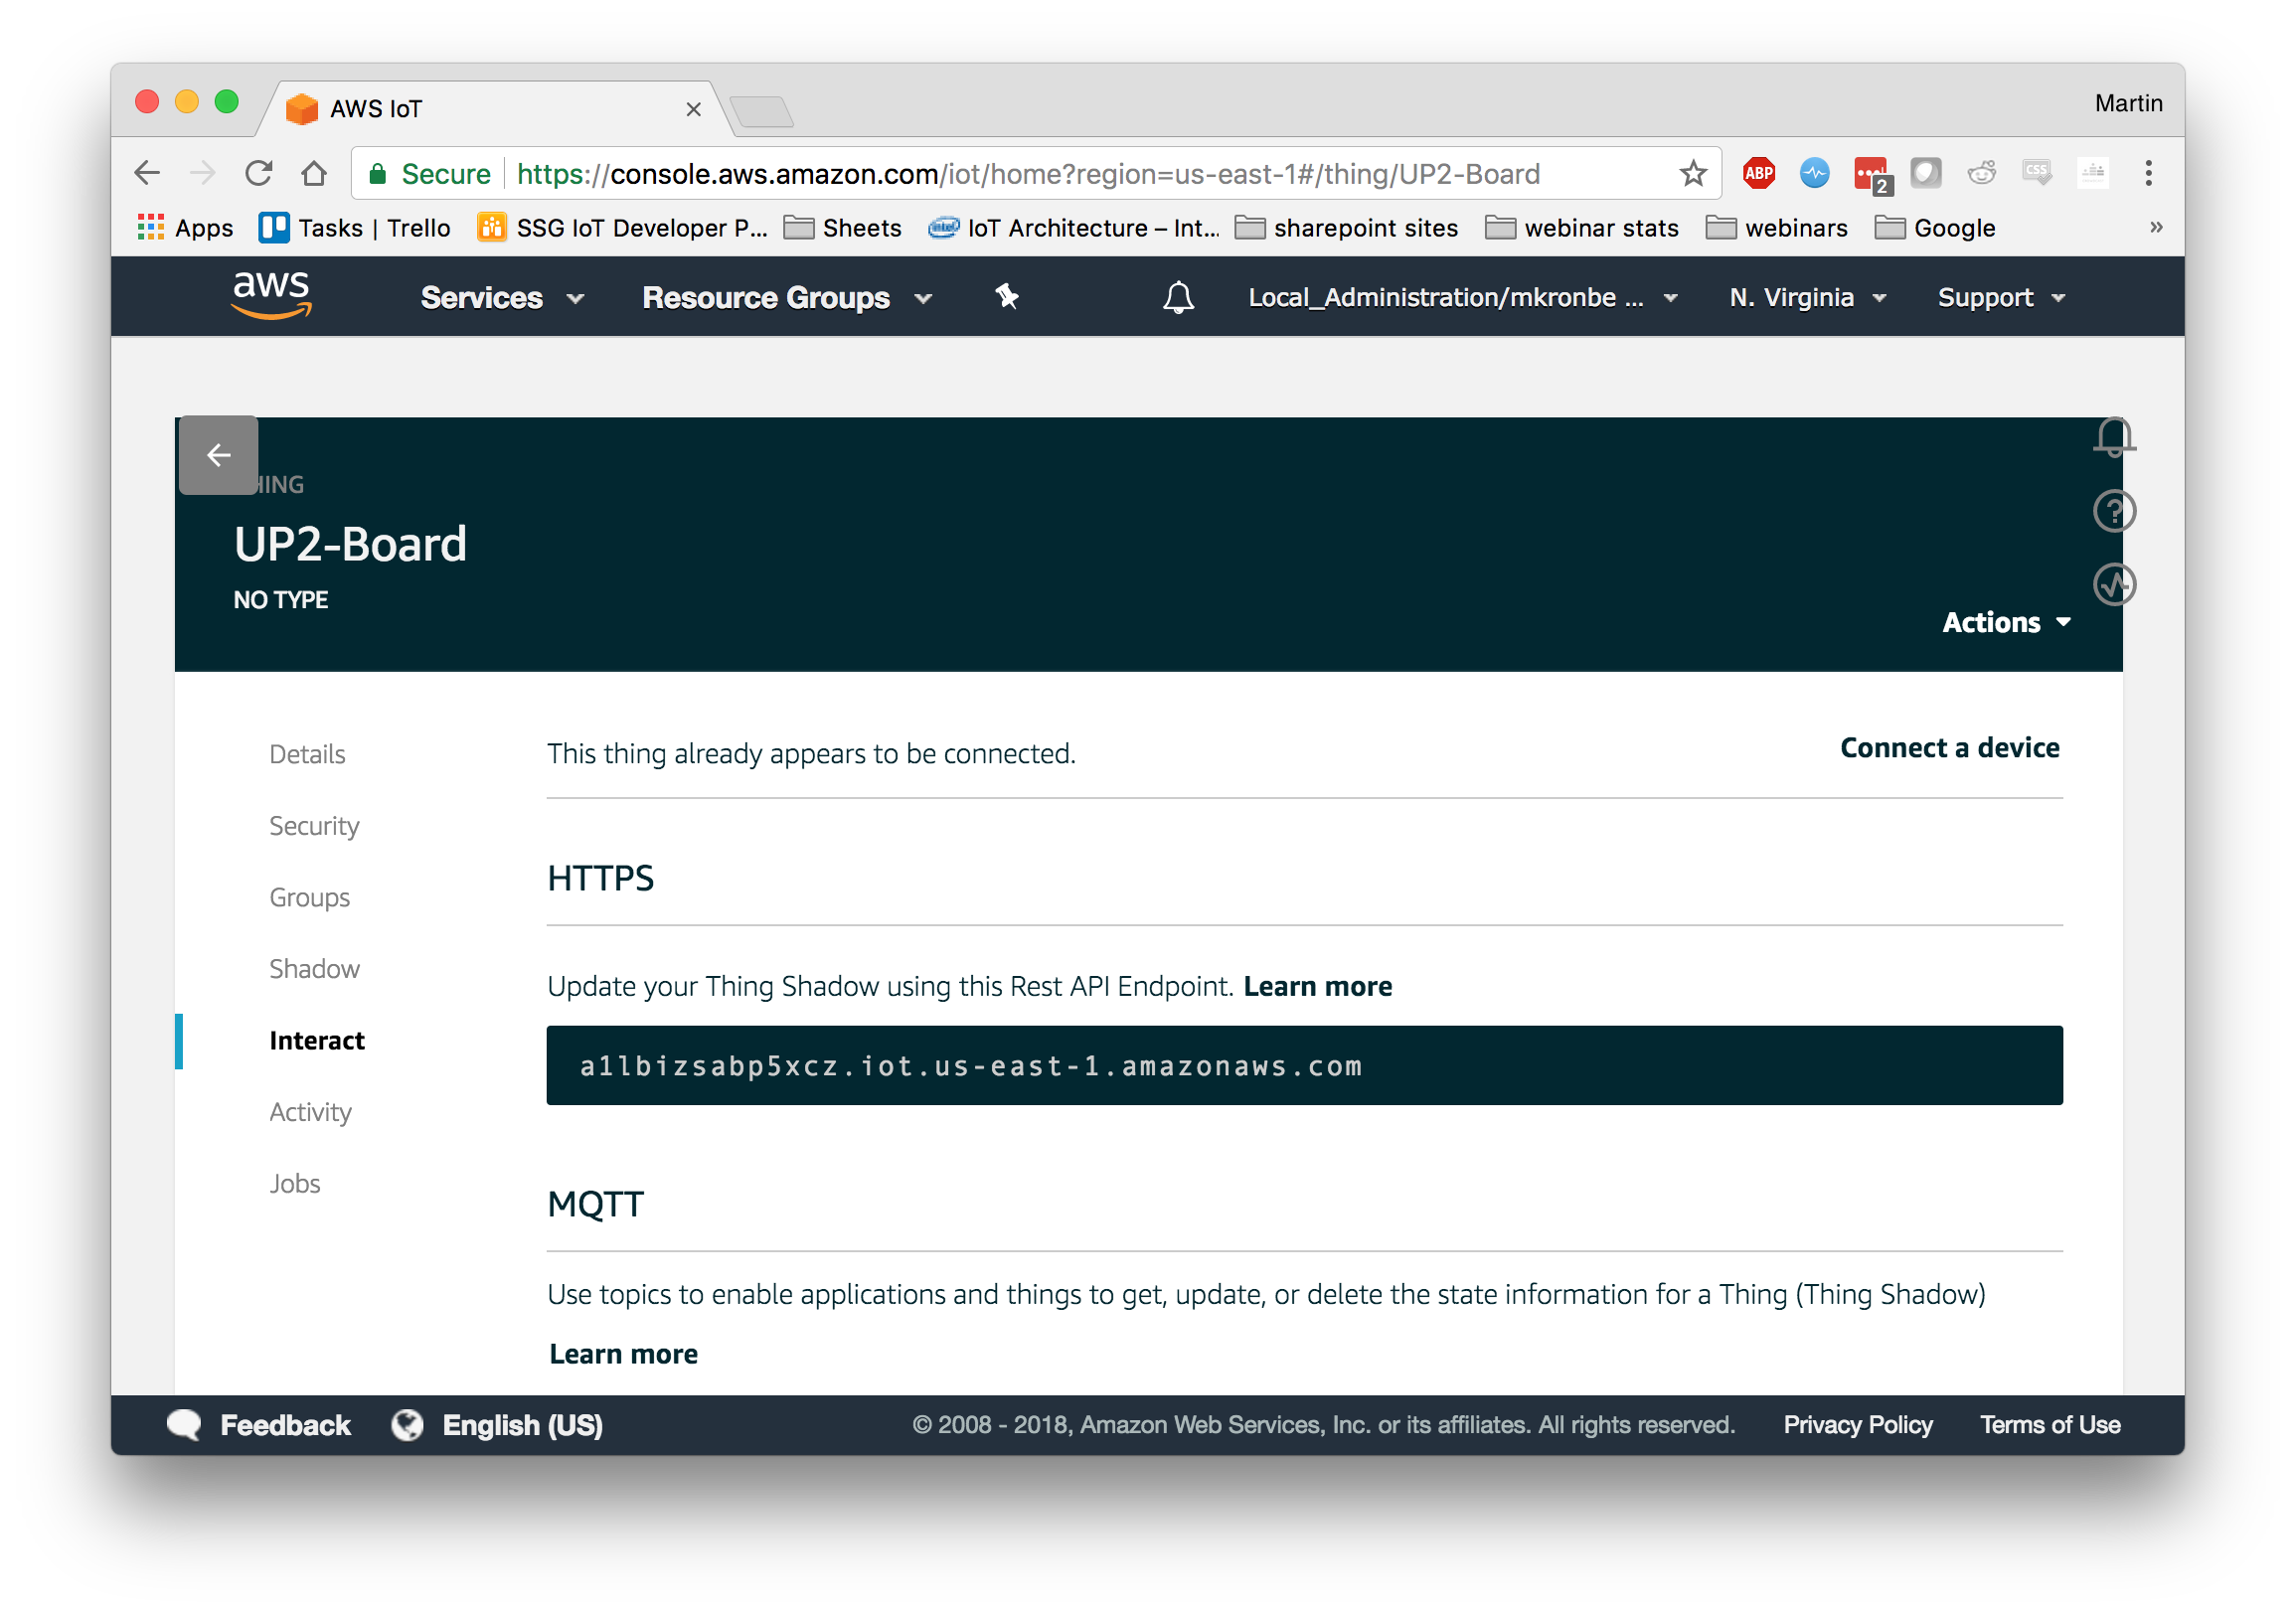 AWS IoT
Martin
Secure https://console.aws.amazon.com/iot/home?region=us-east-1#/thing/UP2-Board
ABP
2
CSS
Apps Tasks | Trello SSG IoT Developer P... Sheets IoT Architecture – Int... sharepoint sites webinar stats webinars Google »
aws Services Resource Groups Local_Administration/mkronbe ... N. Virginia Support
HING
UP2-Board
NO TYPE
Actions
Details
Security
Groups
Shadow
Interact
Activity
Jobs
This thing already appears to be connected.
Connect a device
HTTPS
Update your Thing Shadow using this Rest API Endpoint. Learn more
a1lbizsabp5xcz.iot.us-east-1.amazonaws.com
MQTT
Use topics to enable applications and things to get, update, or delete the state information for a Thing (Thing Shadow)
Learn more
Feedback English (US) © 2008 - 2018, Amazon Web Services, Inc. or its affiliates. All rights reserved. Privacy Policy Terms of Use